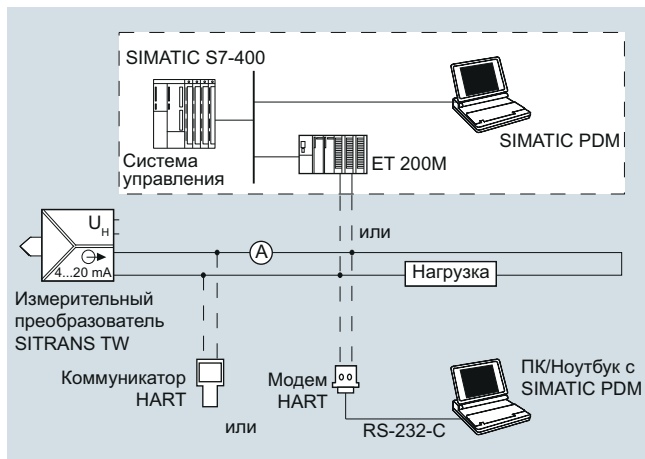 SIMATIC S7-400
Система
управления
ET 200M
SIMATIC PDM
или
U H
4...20 mA
A
Нагрузка
Измерительный
преобразователь
SITRANS TW
Коммуникатор
HART
или
Модем
HART
RS-232-C
ПК/Ноутбук с
SIMATIC PDM